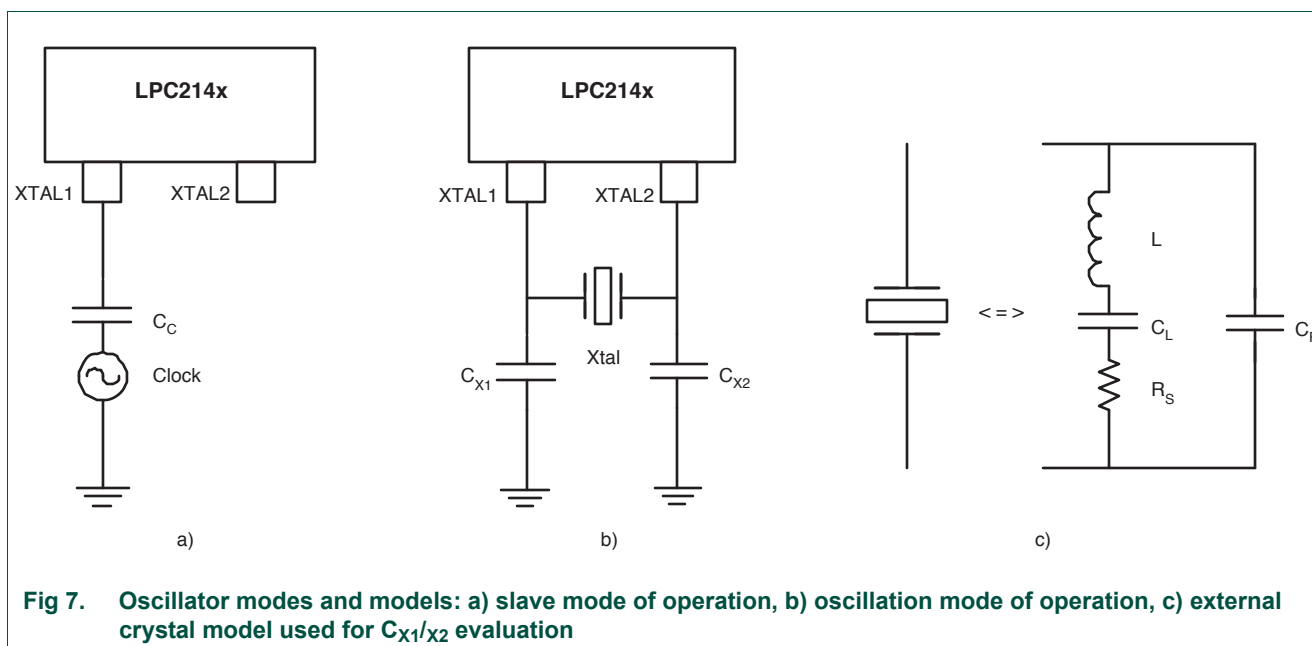 LPC214x
XTAL1
XTAL2
C_C
Clock
a)
LPC214x
XTAL1
XTAL2
Xtal
C_X1
C_X2
b)
< = >
L
C_L
R_S
C_P
c)
Fig 7. Oscillator modes and models: a) slave mode of operation, b) oscillation mode of operation, c) external
crystal model used for C_X1/X2 evaluation